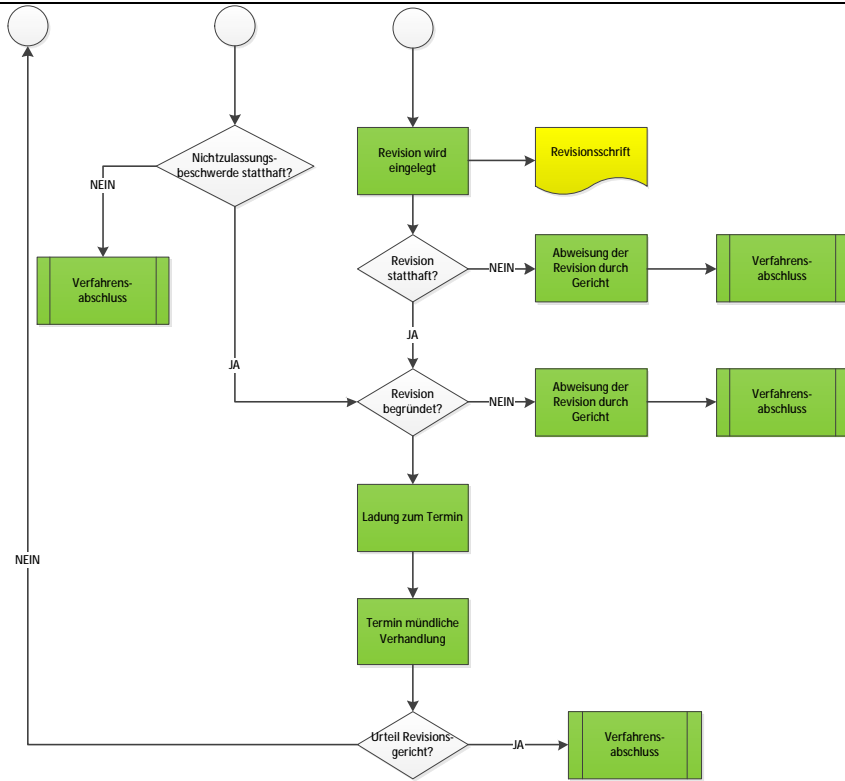 Nichtzulassungs-
beschwerde statthaft?
Revision wird
eingelegt
Revisionsschrift
NEIN
Verfahrens-
abschluss
Revision
statthaft?
NEIN
Abweisung der
Revision durch
Gericht
Verfahrens-
abschluss
JA
JA
Revision
begründet?
NEIN
Abweisung der
Revision durch
Gericht
Verfahrens-
abschluss
Ladung zum Termin
NEIN
Termin mündliche
Verhandlung
Urteil Revisions-
gericht?
JA
Verfahrens-
abschluss